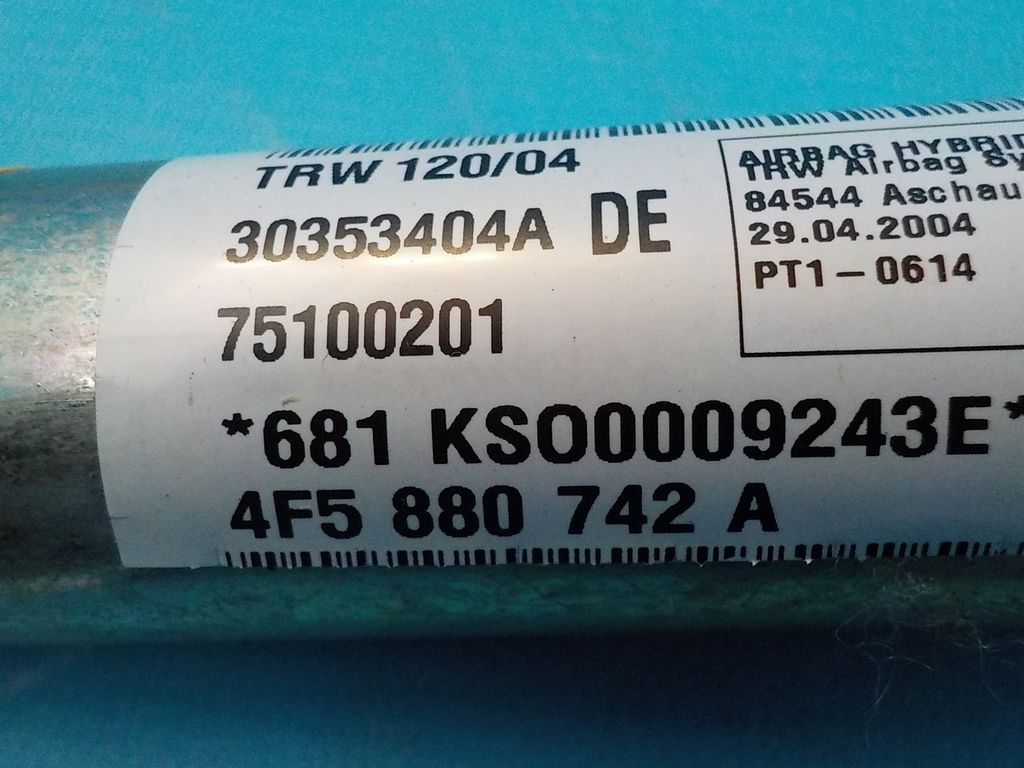 TRW 120/04
30353404A DE
75100201
*681 KSO0009243E*
4F5 880 742 A
AIRBAG HYBRID
TRW Airbag Sy
84544 Aschau
29.04.2004
PT1-0614